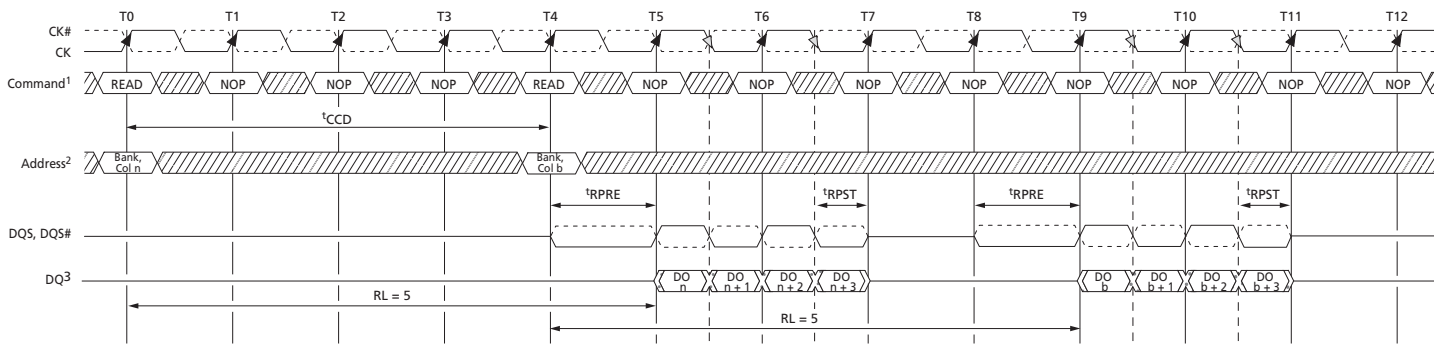 T0 T1 T2 T3 T4 T5 T6 T7 T8 T9 T10 T11 T12
CK#
CK
Command1 READ NOP NOP NOP READ NOP NOP NOP NOP NOP NOP NOP NOP
tCCD
Address2 Bank, Col n Bank, Col b
tRPRE tRPST tRPRE tRPST
DQS, DQS#
DQ3 DO n DO n + 1 DO n + 2 DO n + 3 DO b DO b + 1 DO b + 2 DO b + 3
RL = 5
RL = 5